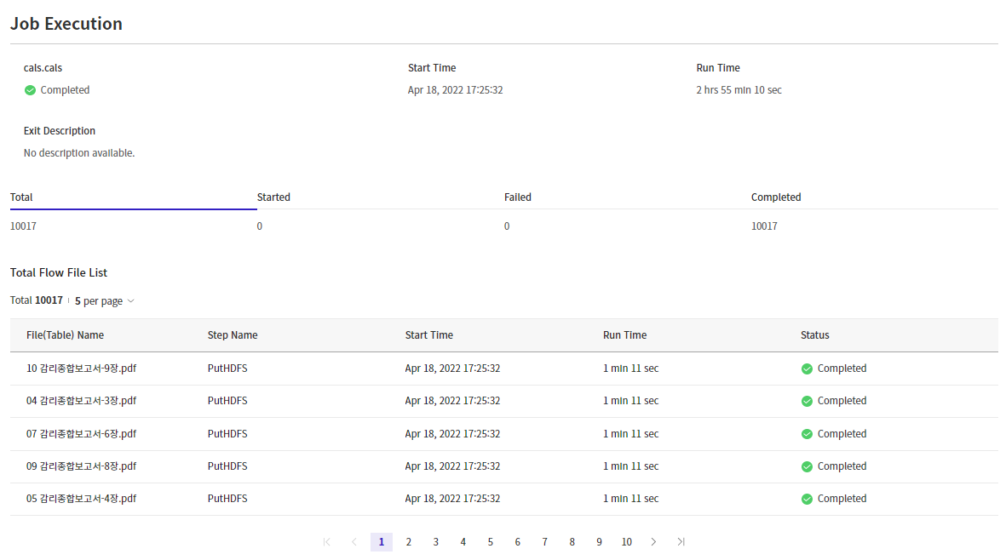 Job Execution
cals.cals Start Time Run Time
Completed Apr 18, 2022 17:25:32 2 hrs 55 min 10 sec
Exit Description
No description available.
Total Started Failed Completed
10017 0 0 10017
Total Flow File List
Total 10017 5 per page
File(Table) Name Step Name Start Time Run Time Status
10 감리종합보고서-9장.pdf PutHDFS Apr 18, 2022 17:25:32 1 min 11 sec Completed
04 감리종합보고서-3장.pdf PutHDFS Apr 18, 2022 17:25:32 1 min 11 sec Completed
07 감리종합보고서-6장.pdf PutHDFS Apr 18, 2022 17:25:32 1 min 11 sec Completed
09 감리종합보고서-8장.pdf PutHDFS Apr 18, 2022 17:25:32 1 min 11 sec Completed
05 감리종합보고서-4장.pdf PutHDFS Apr 18, 2022 17:25:32 1 min 11 sec Completed
1 2 3 4 5 6 7 8 9 10